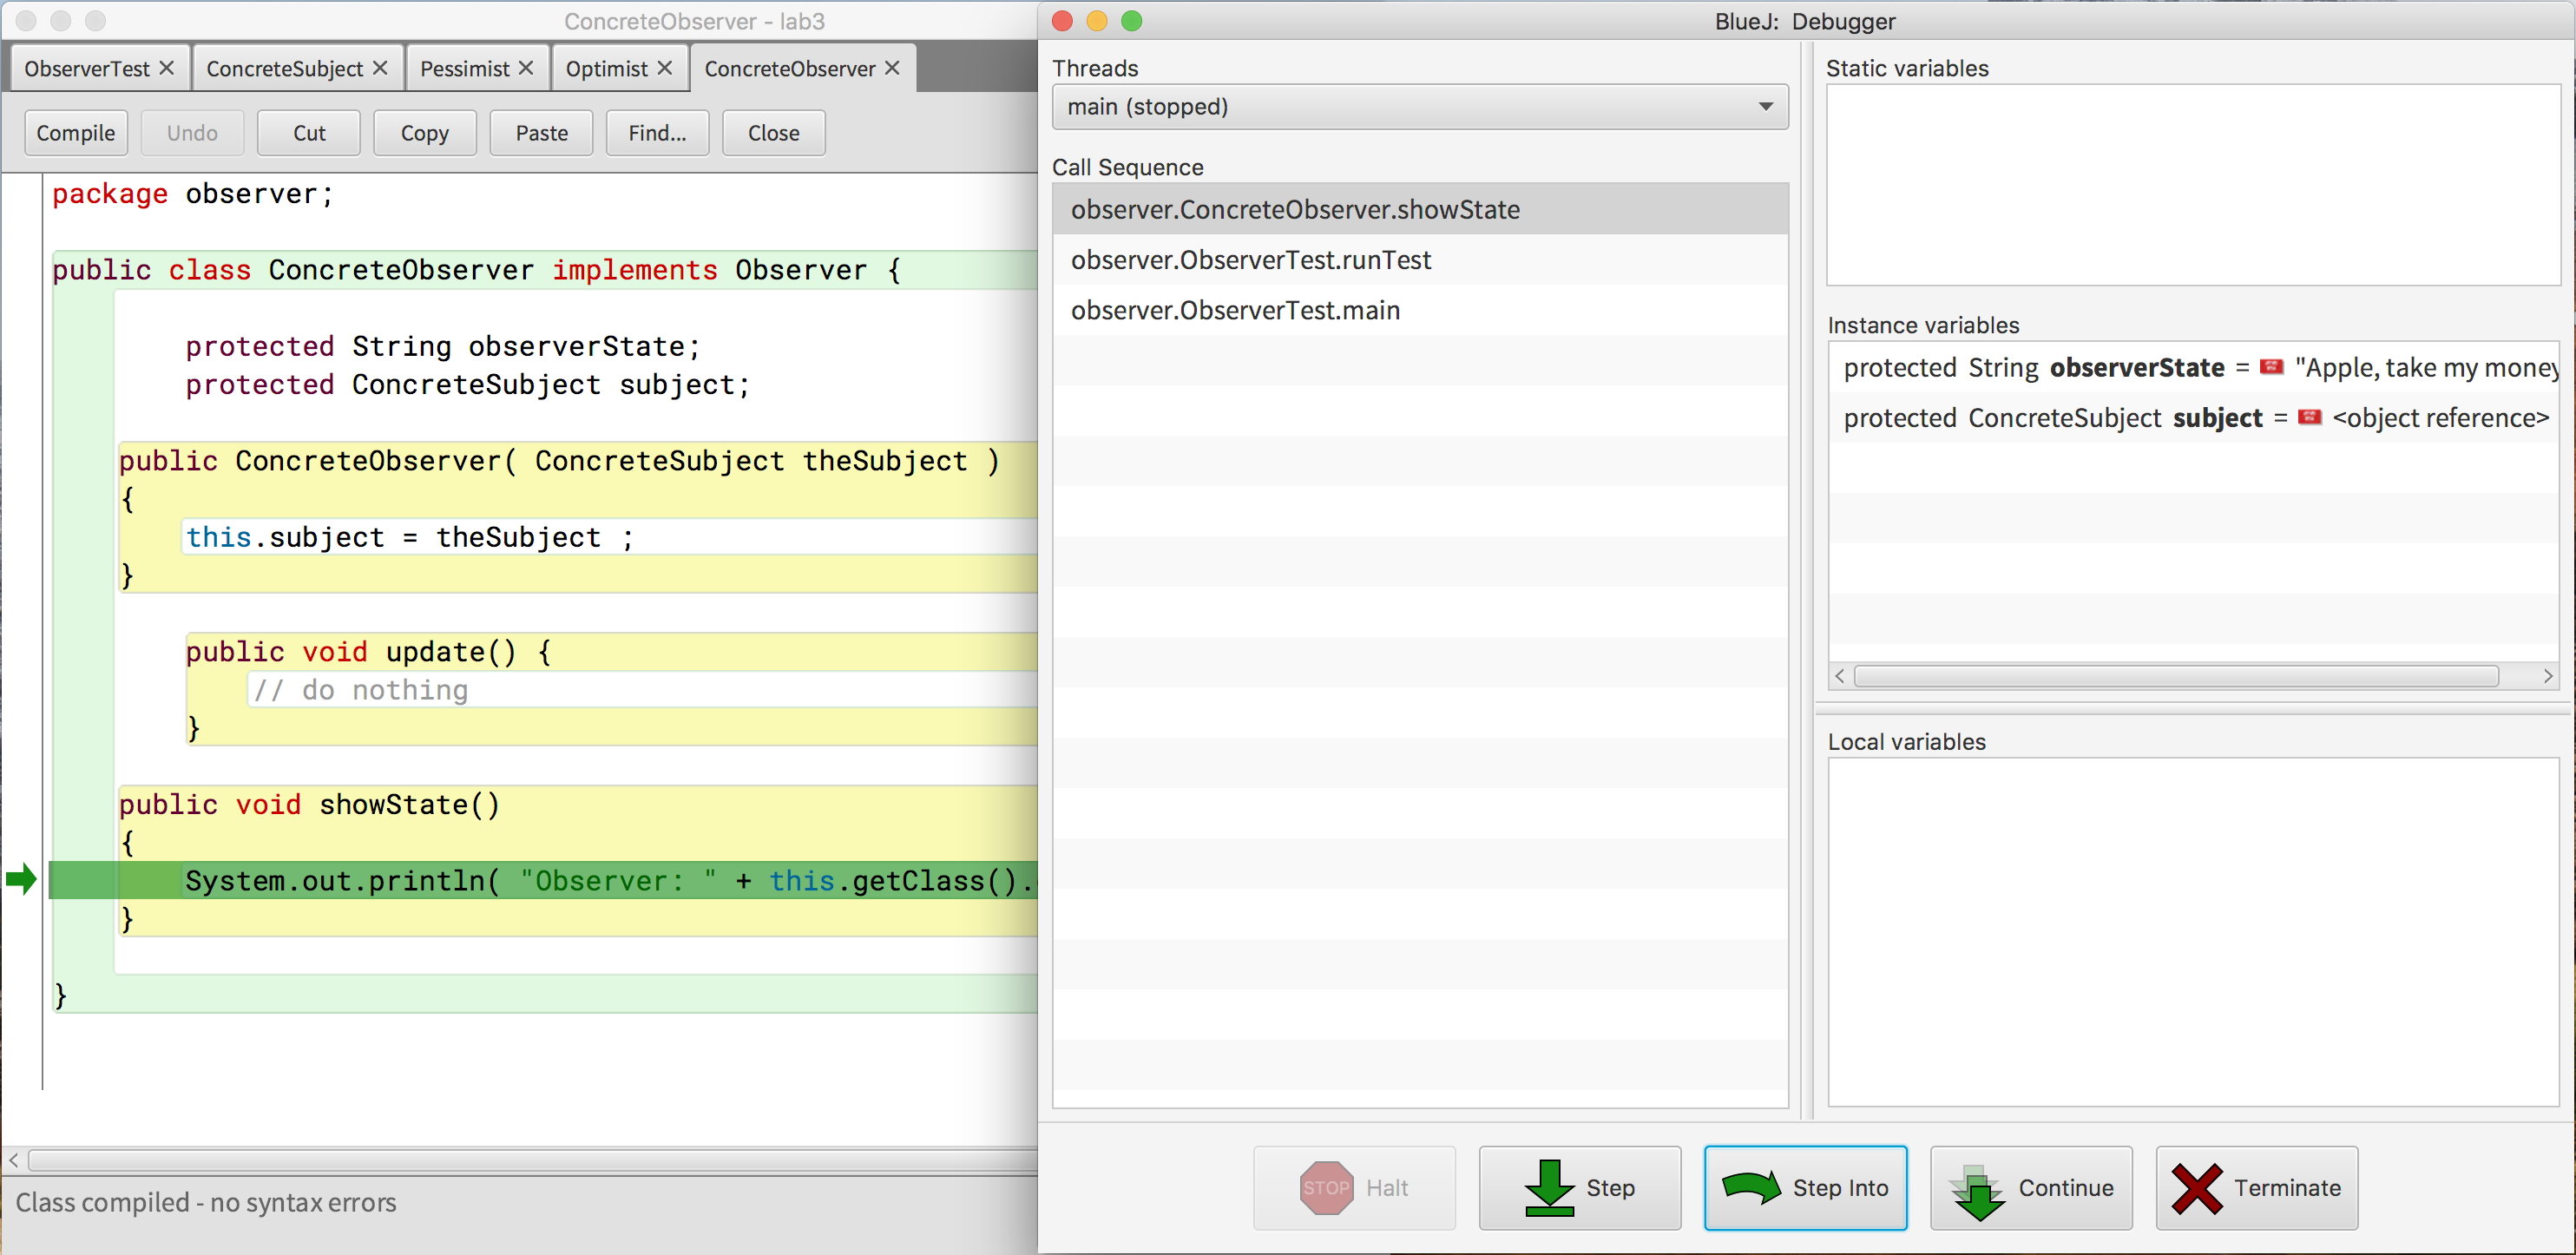 ConcreteObserver - lab3
ObserverTest
ConcreteSubject
Pessimist
Optimist
ConcreteObserver
Compile
Undo
Cut
Copy
Paste
Find...
Close
package observer;
public class ConcreteObserver implements Observer {
protected String observerState;
protected ConcreteSubject subject;
public ConcreteObserver( ConcreteSubject theSubject )
{
this.subject = theSubject ;
}
public void update() {
// do nothing
}
public void showState()
{
System.out.println( "Observer: " + this.getClass().
}
}
Class compiled - no syntax errors
BlueJ: Debugger
Threads
main (stopped)
Call Sequence
observer.ConcreteObserver.showState
observer.ObserverTest.runTest
observer.ObserverTest.main
Static variables
Instance variables
protected String observerState = "Apple, take my money
protected ConcreteSubject subject = <object reference>
Local variables
STOP Halt
Step
Step Into
Continue
Terminate